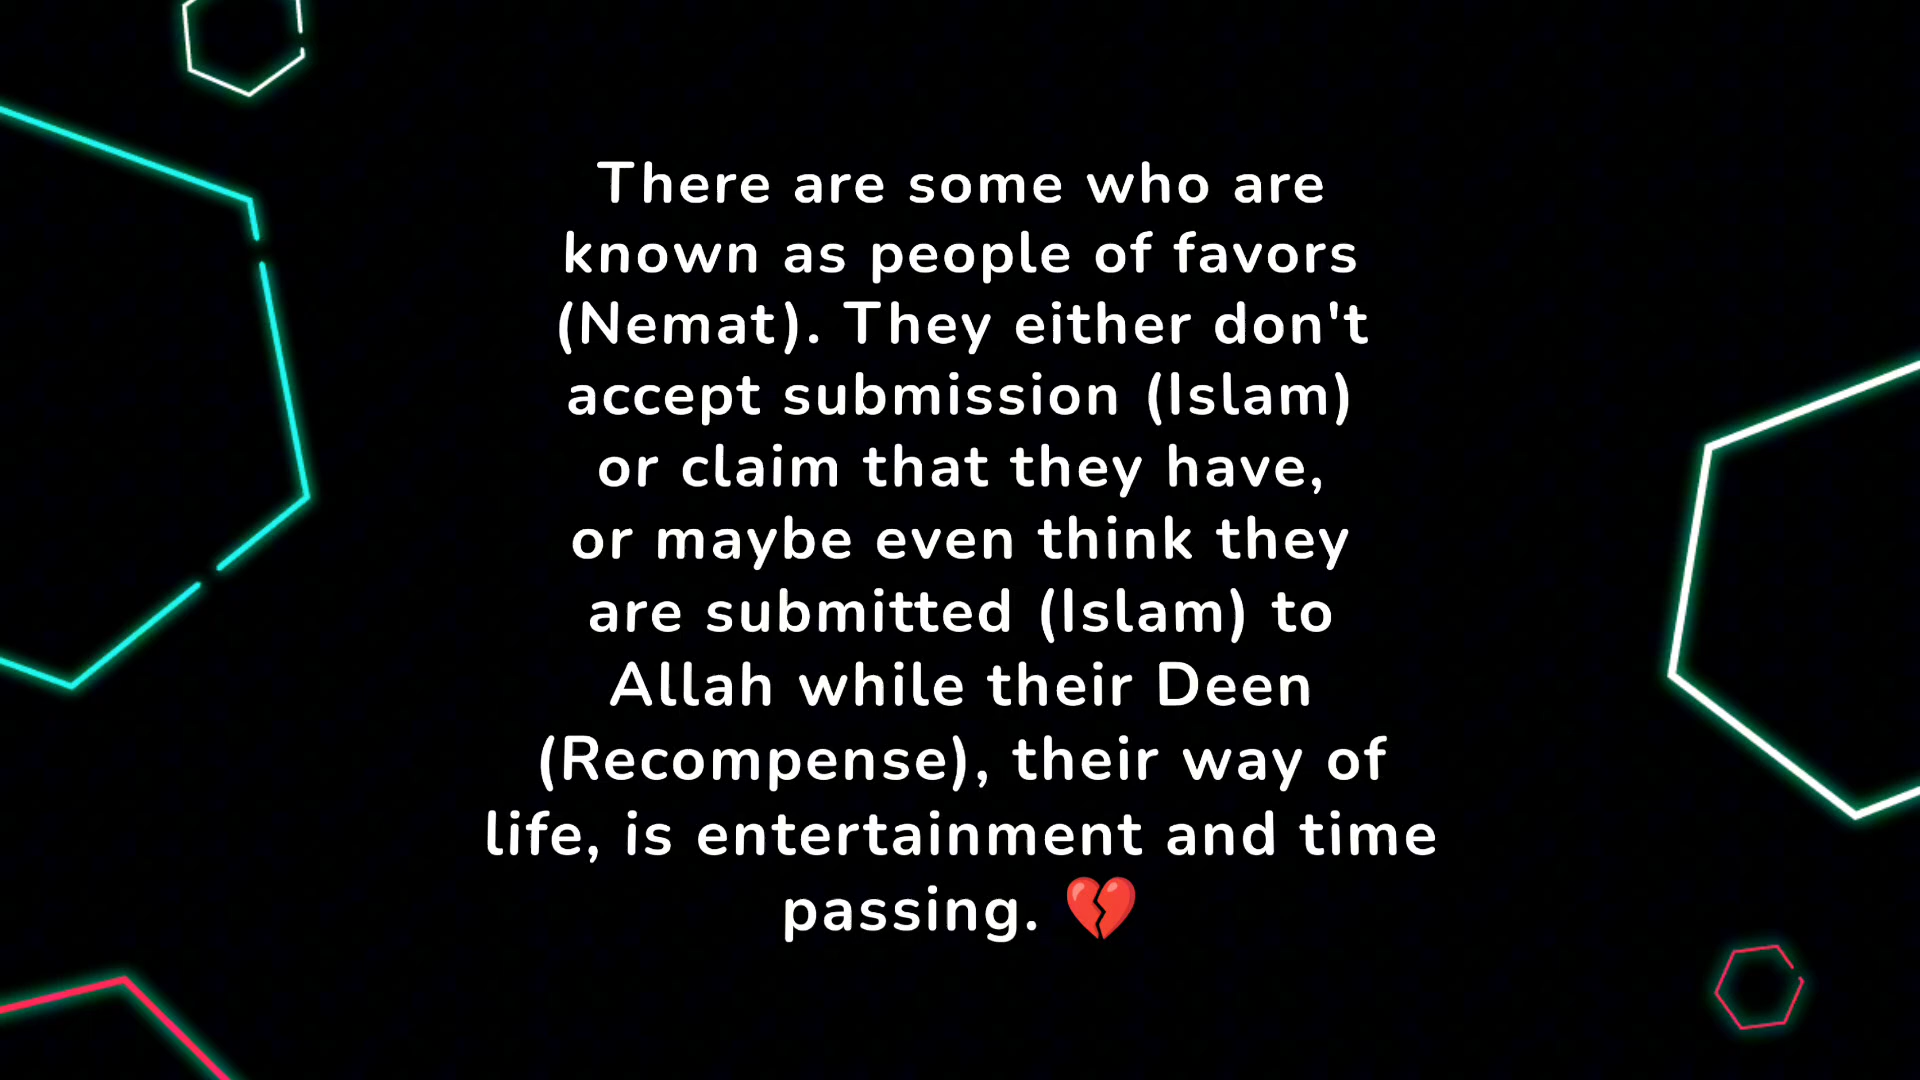 There are some who are
known as people of favors
(Nemat). They either don't
accept submission (Islam)
or claim that they have,
or maybe even think they
are submitted (Islam) to
Allah while their Deen
(Recompense), their way of
life, is entertainment and time
passing. 💔